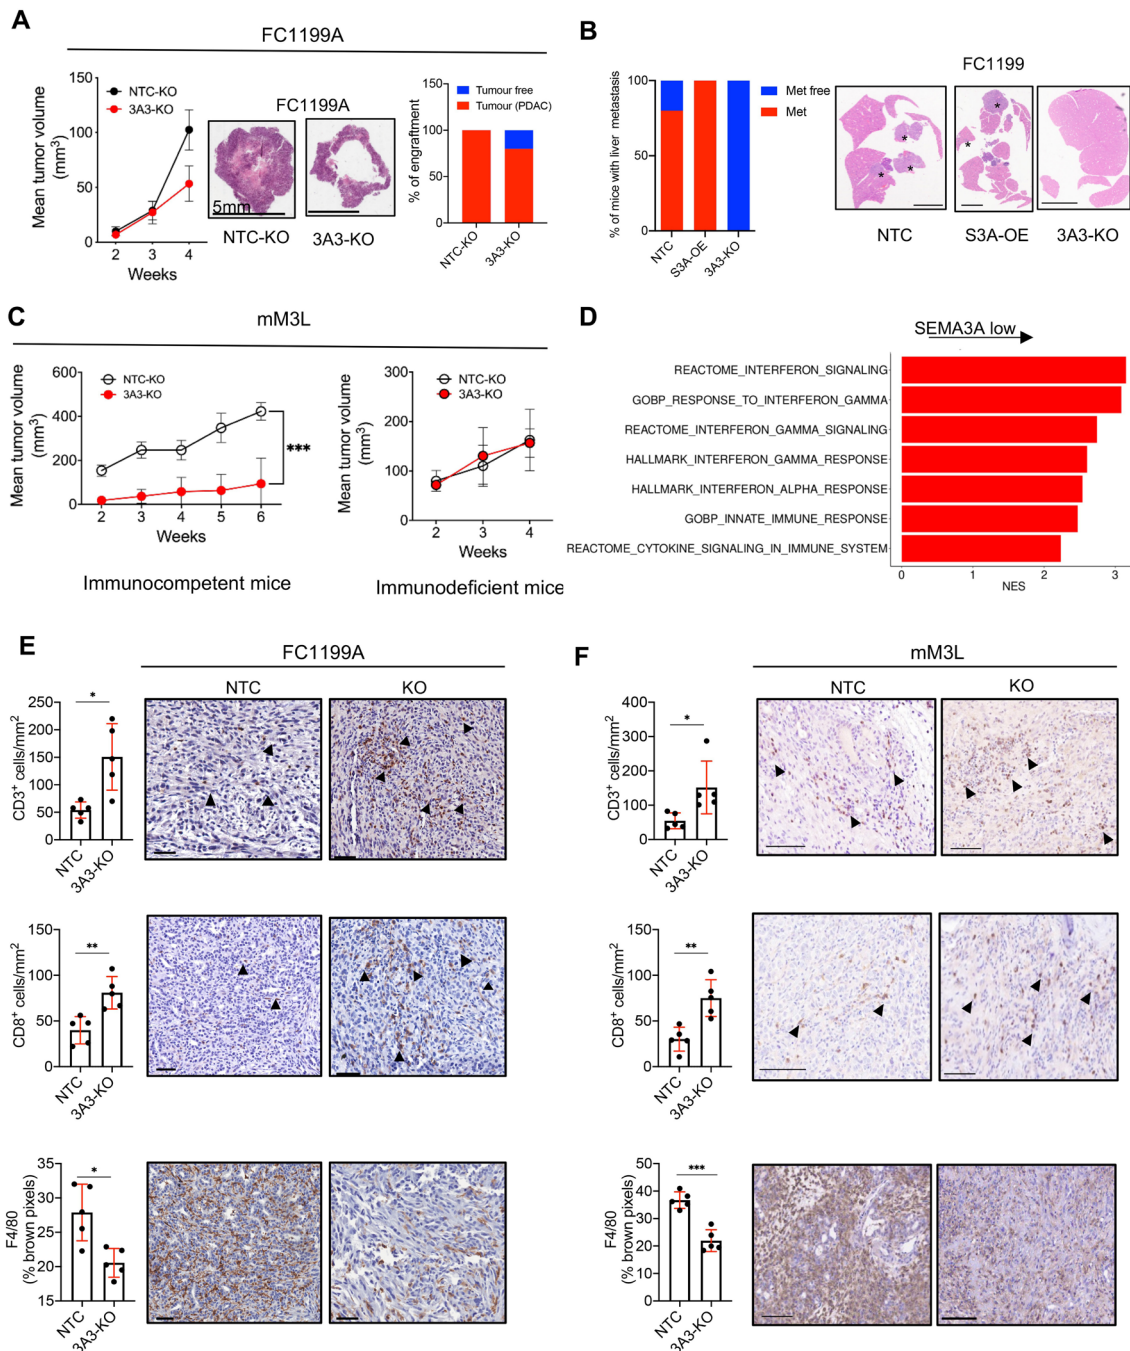 A
FC1199A
Mean tumor volume
(mm3)
150
100
50
0
2 3 4
Weeks
NTC-KO
3A3-KO
FC1199A
5mm
NTC-KO
3A3-KO
% of engraftment
150
100
50
0
Tumour free
Tumour (PDAC)
NTC-KO
3A3-KO
B
% of mice with liver metastasis
100
50
0
NTC
S3A-OE
3A3-KO
Met free
Met
FC1199
*
*
*
*
*
NTC
S3A-OE
3A3-KO
C
mM3L
Mean tumor volume
(mm3)
600
400
200
0
2 3 4 5 6
Weeks
NTC-KO
3A3-KO
***
Immunocompetent mice
Mean tumor volume
(mm3)
300
200
100
0
2 3 4
Weeks
NTC-KO
3A3-KO
Immunodeficient mice
D
SEMA3A low
REACTOME_INTERFERON_SIGNALING
GOBP_RESPONSE_TO_INTERFERON_GAMMA
REACTOME_INTERFERON_GAMMA_SIGNALING
HALLMARK_INTERFERON_GAMMA_RESPONSE
HALLMARK_INTERFERON_ALPHA_RESPONSE
GOBP_INNATE_IMMUNE_RESPONSE
REACTOME_CYTOKINE_SIGNALING_IN_IMMUNE_SYSTEM
0 1 2 3
NES
E
FC1199A
NTC
KO
CD3+ cells/mm2
250
200
150
100
50
0
*
NTC
3A3-KO
CD8+ cells/mm2
150
100
50
0
**
NTC
3A3-KO
F4/80
(% brown pixels)
35
30
25
20
15
*
NTC
3A3-KO
F
mM3L
NTC
KO
CD3+ cells/mm2
400
300
200
100
0
*
NTC
3A3-KO
CD8+ cells/mm2
150
100
50
0
**
NTC
3A3-KO
F4/80
(% brown pixels)
50
40
30
20
10
0
***
NTC
3A3-KO